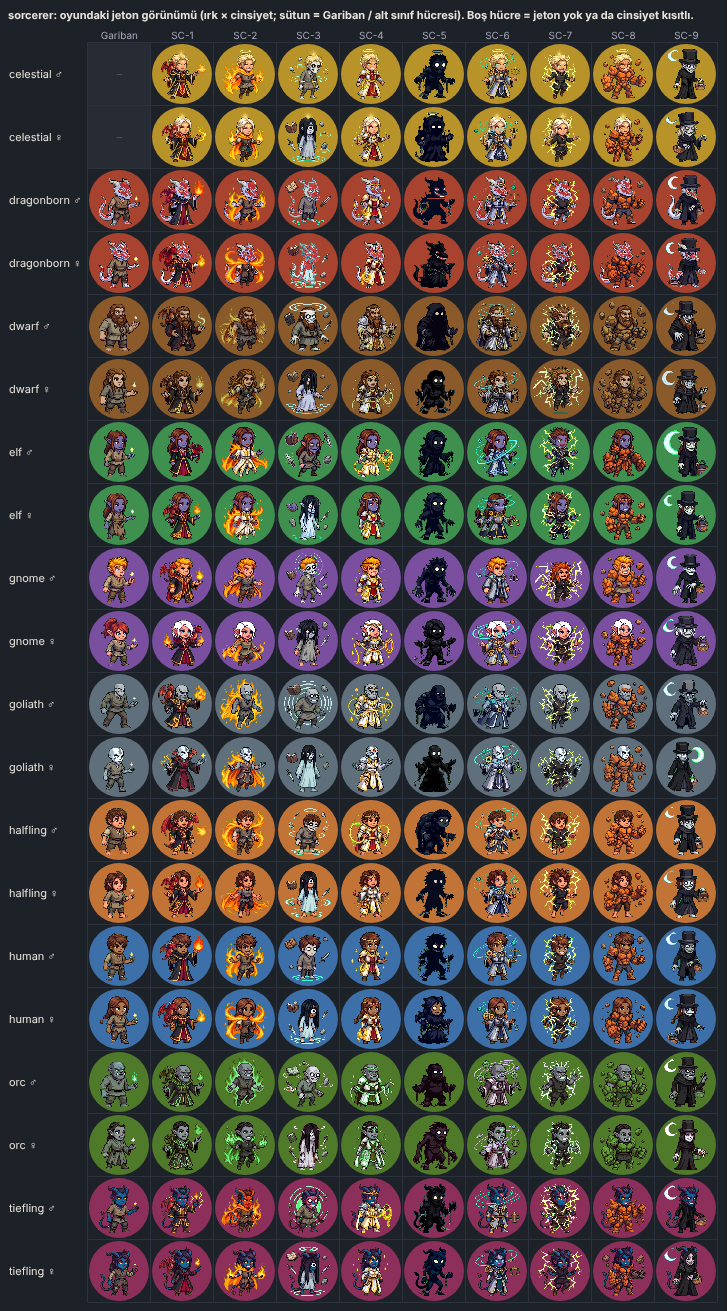 sorcerer: oyundaki jeton görünümü (ırk × cinsiyet; sütun = Gariban / alt sınıf hücresi). Boş hücre = jeton yok ya da cinsiyet kısıtlı.
Gariban SC-1 SC-2 SC-3 SC-4 SC-5 SC-6 SC-7 SC-8 SC-9
celestial ♂ –
celestial ♀ –
dragonborn ♂
dragonborn ♀
dwarf ♂
dwarf ♀
elf ♂
elf ♀
gnome ♂
gnome ♀
goliath ♂
goliath ♀
halfling ♂
halfling ♀
human ♂
human ♀
orc ♂
orc ♀
tiefling ♂
tiefling ♀